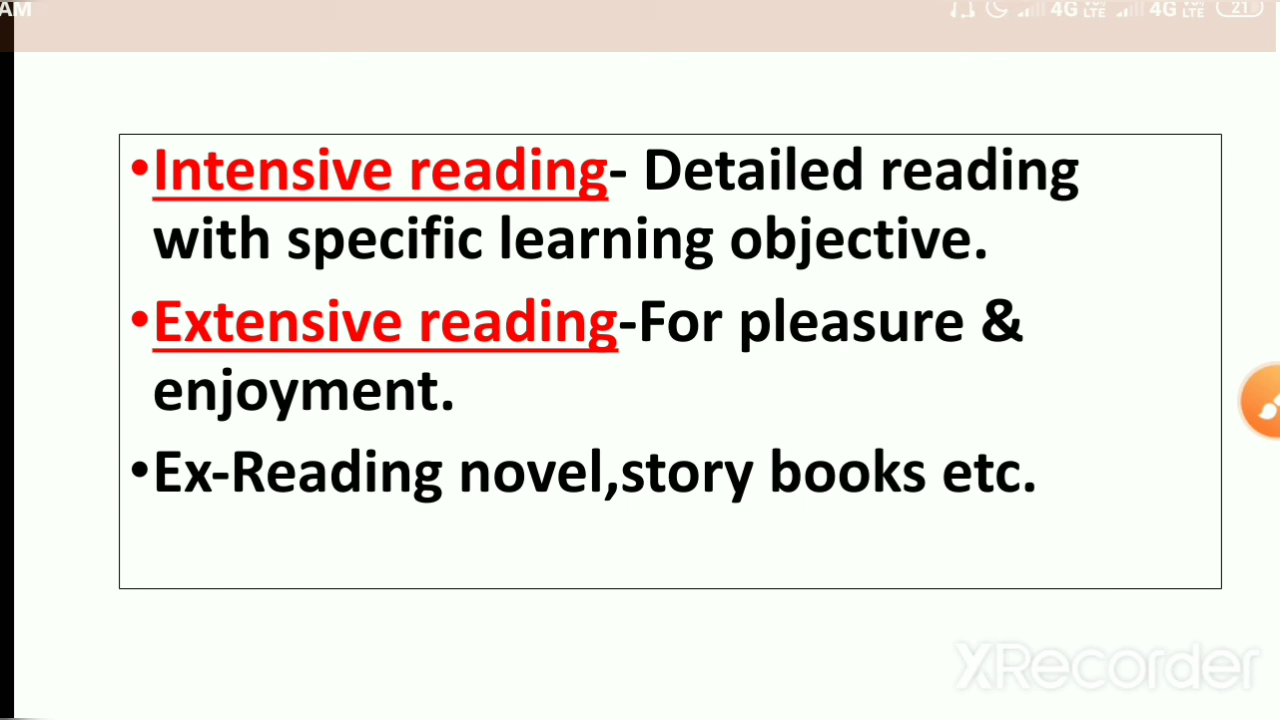 AM 4G LTE 4G LTE 21
•Intensive reading- Detailed reading
with specific learning objective.
•Extensive reading-For pleasure &
enjoyment.
•Ex-Reading novel,story books etc.
XRecorder